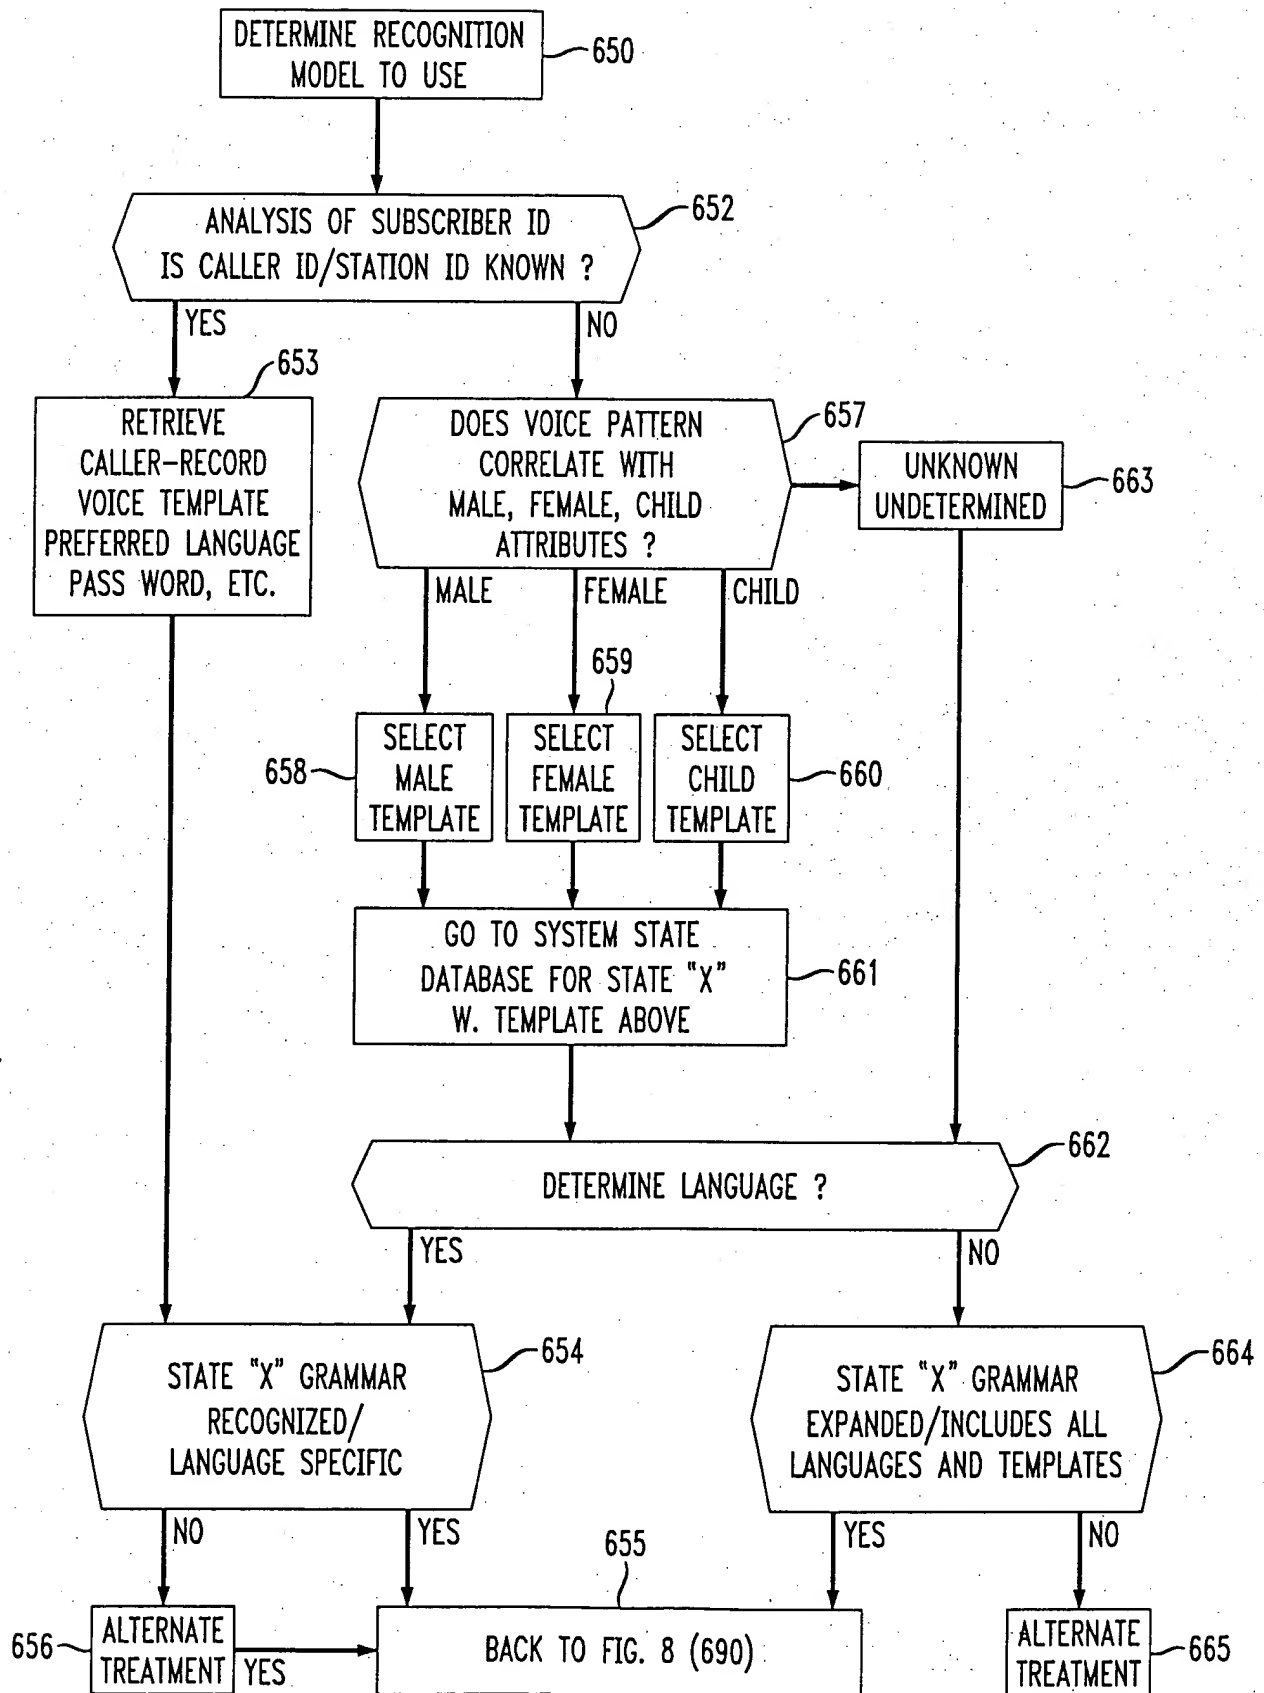 DETERMINE RECOGNITION
MODEL TO USE
650
ANALYSIS OF SUBSCRIBER ID
IS CALLER ID/STATION ID KNOWN ?
652
YES
NO
653
RETRIEVE
CALLER-RECORD
VOICE TEMPLATE
PREFERRED LANGUAGE
PASS WORD, ETC.
DOES VOICE PATTERN
CORRELATE WITH
MALE, FEMALE, CHILD
ATTRIBUTES ?
657
UNKNOWN
UNDETERMINED
663
MALE
FEMALE
CHILD
659
658
SELECT
MALE
TEMPLATE
SELECT
FEMALE
TEMPLATE
SELECT
CHILD
TEMPLATE
660
GO TO SYSTEM STATE
DATABASE FOR STATE "X"
W. TEMPLATE ABOVE
661
DETERMINE LANGUAGE ?
662
YES
NO
STATE "X" GRAMMAR
RECOGNIZED/
LANGUAGE SPECIFIC
654
STATE "X" GRAMMAR
EXPANDED/INCLUDES ALL
LANGUAGES AND TEMPLATES
664
NO
YES
YES
NO
655
656
ALTERNATE
TREATMENT
YES
BACK TO FIG. 8 (690)
ALTERNATE
TREATMENT
665